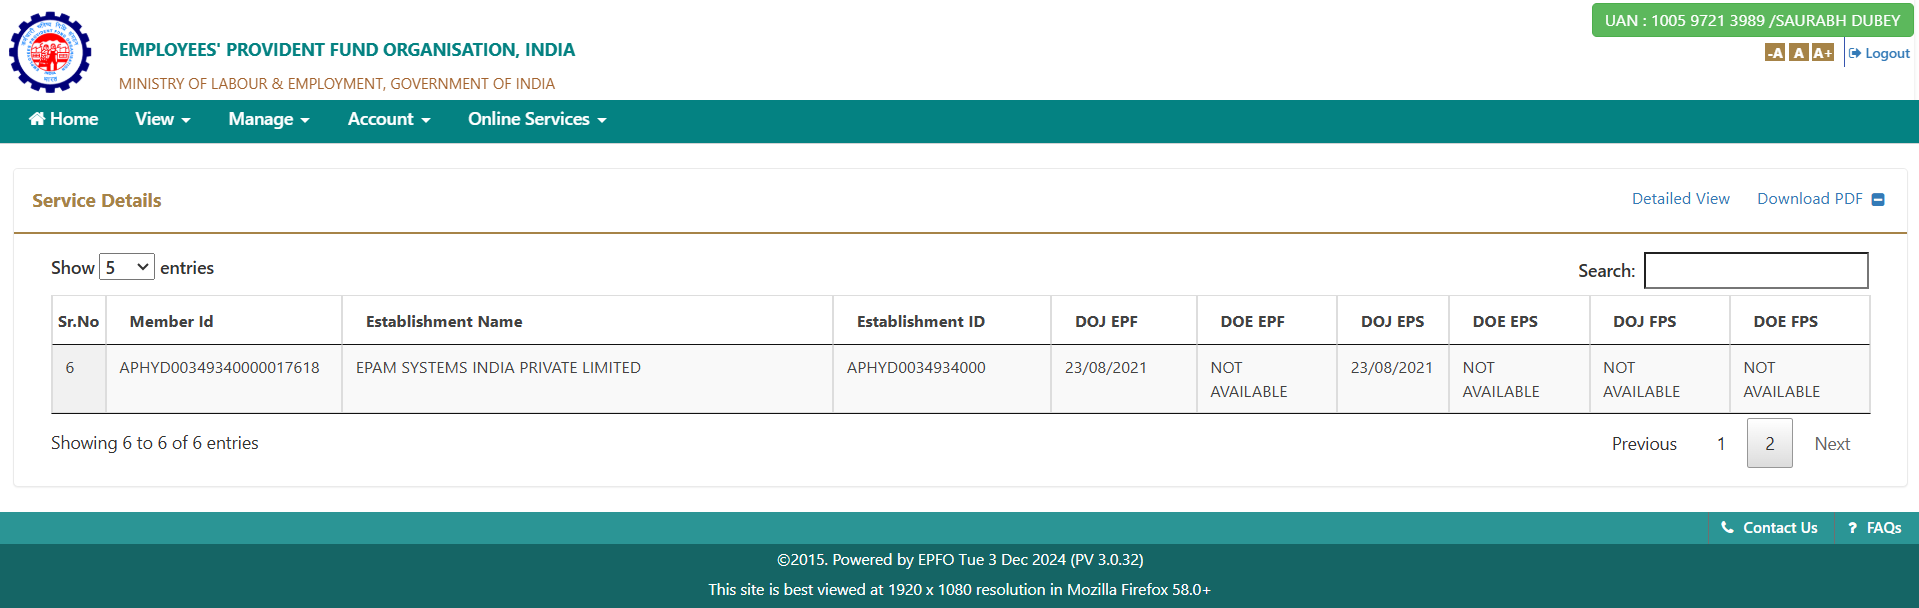 UAN : 1005 9721 3989 /SAURABH DUBEY
EMPLOYEES' PROVIDENT FUND ORGANISATION, INDIA
-A A A+ Logout
MINISTRY OF LABOUR & EMPLOYMENT, GOVERNMENT OF INDIA
Home View Manage Account Online Services
Service Details Detailed View Download PDF
Show 5 entries Search:
Sr.No Member Id Establishment Name Establishment ID DOJ EPF DOE EPF DOJ EPS DOE EPS DOJ FPS DOE FPS
6 APHYD00349340000017618 EPAM SYSTEMS INDIA PRIVATE LIMITED APHYD0034934000 23/08/2021 NOT 23/08/2021 NOT NOT NOT
AVAILABLE AVAILABLE AVAILABLE AVAILABLE
Showing 6 to 6 of 6 entries Previous 1 2 Next
Contact Us ? FAQs
©2015. Powered by EPFO Tue 3 Dec 2024 (PV 3.0.32)
This site is best viewed at 1920 x 1080 resolution in Mozilla Firefox 58.0+